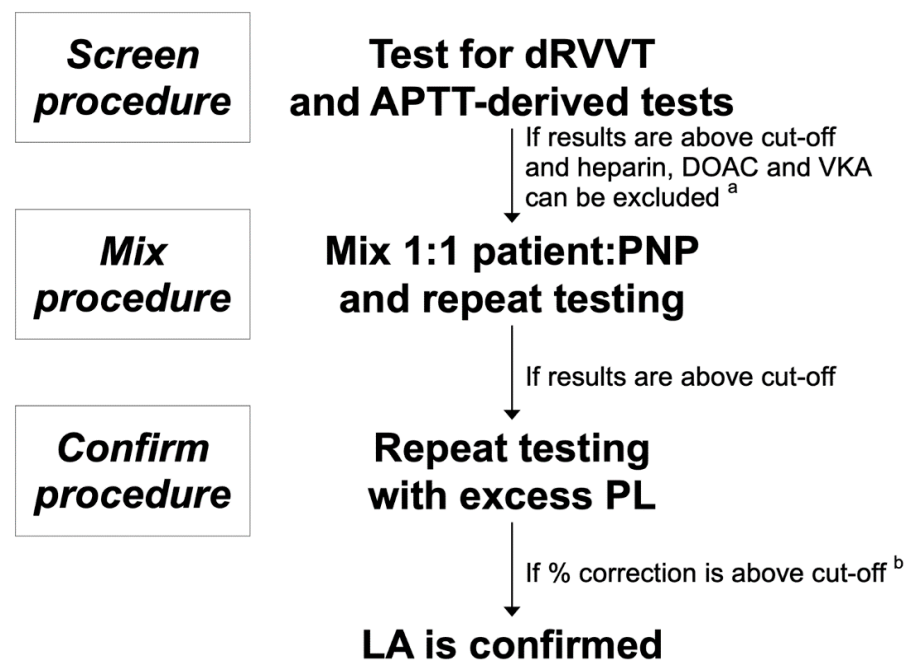 Screen
procedure
Test for dRVVT
and APTT-derived tests
If results are above cut-off
and heparin, DOAC and VKA
can be excluded a
Mix
procedure
Mix 1:1 patient:PNP
and repeat testing
If results are above cut-off
Confirm
procedure
Repeat testing
with excess PL
If % correction is above cut-off b
LA is confirmed